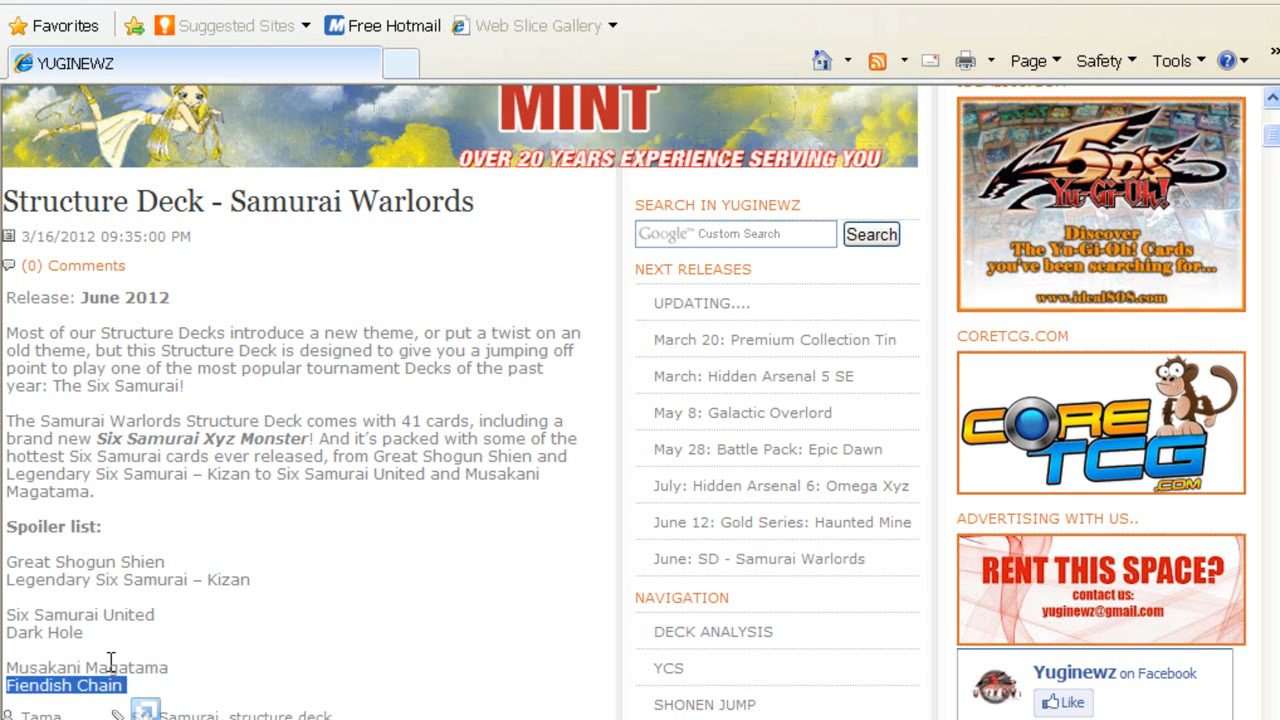 Favorites
Suggested Sites
Free Hotmail
Web Slice Gallery
YUGINEWZ
Page
Safety
Tools
MINT
OVER 20 YEARS EXPERIENCE SERVING YOU
Structure Deck - Samurai Warlords
3/16/2012 09:35:00 PM
(0) Comments
Release: June 2012
Most of our Structure Decks introduce a new theme, or put a twist on an
old theme, but this Structure Deck is designed to give you a jumping off
point to play one of the most popular tournament Decks of the past
year: The Six Samurai!
The Samurai Warlords Structure Deck comes with 41 cards, including a
brand new Six Samurai Xyz Monster! And it´s packed with some of the
hottest Six Samurai cards ever released, from Great Shogun Shien and
Legendary Six Samurai – Kizan to Six Samurai United and Musakani
Magatama.
Spoiler list:
Great Shogun Shien
Legendary Six Samurai – Kizan
Six Samurai United
Dark Hole
Musakani Magatama
Fiendish Chain
Tama
Samurai, structure deck
SEARCH IN YUGINEWZ
Google™ Custom Search
Search
NEXT RELEASES
UPDATING....
March 20: Premium Collection Tin
March: Hidden Arsenal 5 SE
May 8: Galactic Overlord
May 28: Battle Pack: Epic Dawn
July: Hidden Arsenal 6: Omega Xyz
June 12: Gold Series: Haunted Mine
June: SD - Samurai Warlords
NAVIGATION
DECK ANALYSIS
YCS
SHONEN JUMP
5D's
Yu-Gi-Oh!
Discover
The Yu-Gi-Oh! Cards
you've been searching for...
www.ideal808.com
CORETCG.COM
CORE
TCG
.COM
ADVERTISING WITH US..
RENT THIS SPACE?
contact us:
yuginewz@gmail.com
Yuginewz on Facebook
Like